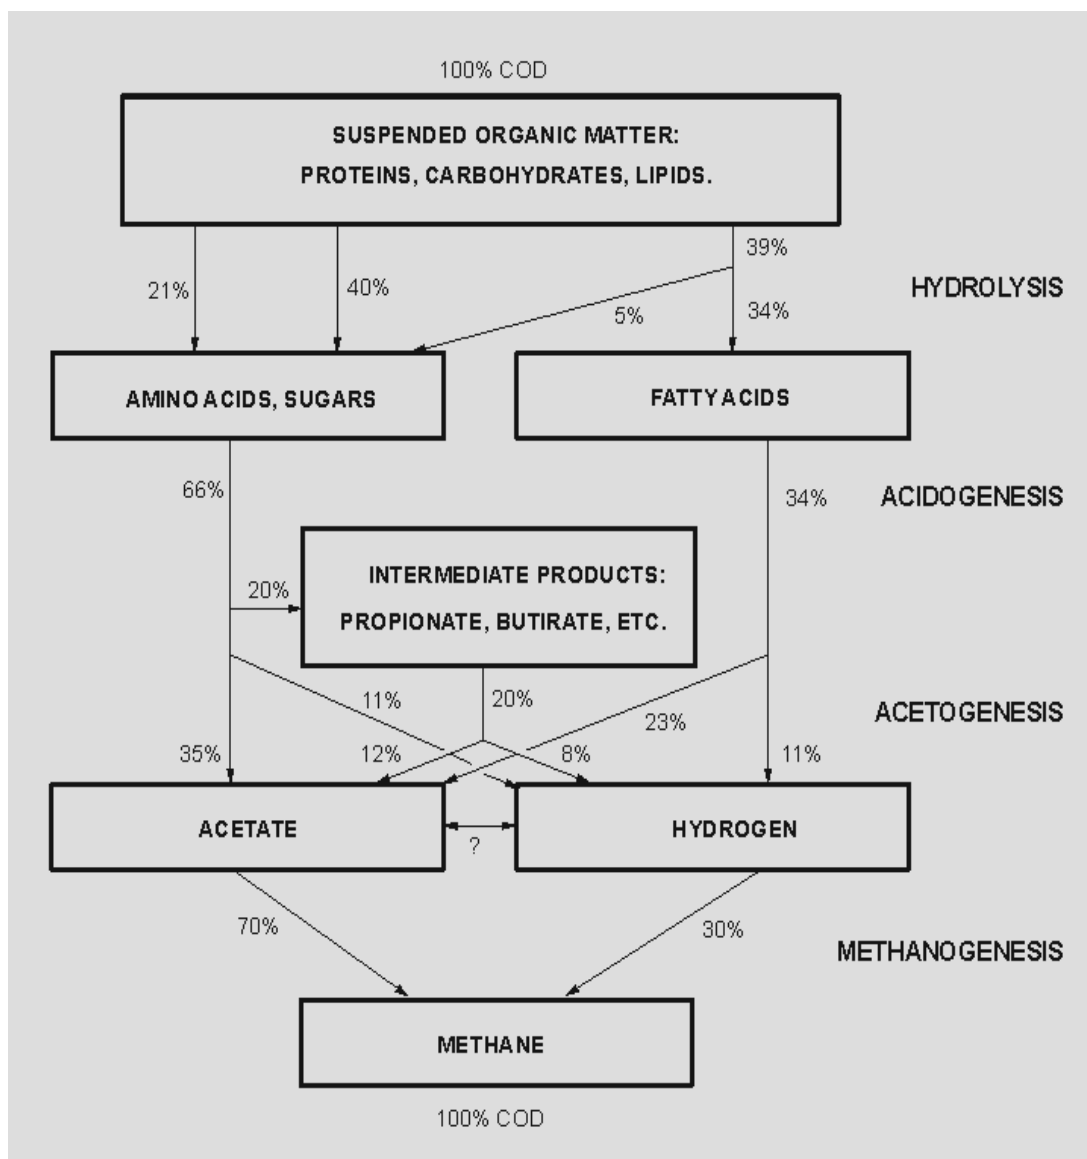 100% COD
SUSPENDED ORGANIC MATTER:
PROTEINS, CARBOHYDRATES, LIPIDS.
39%
21%
40%
HYDROLYSIS
5%
34%
AMINO ACIDS, SUGARS
FATTY ACIDS
66%
34%
ACIDOGENESIS
INTERMEDIATE PRODUCTS:
20%
PROPIONATE, BUTIRATE, ETC.
11%
20%
23%
ACETOGENESIS
35%
12%
8%
11%
ACETATE
HYDROGEN
?
70%
30%
METHANOGENESIS
METHANE
100% COD